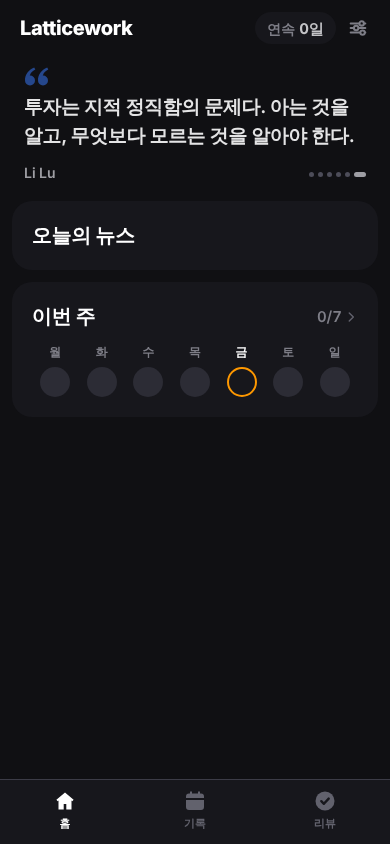 Latticework
연속 0일
투자는 지적 정직함의 문제다. 아는 것을
알고, 무엇보다 모르는 것을 알아야 한다.
Li Lu
오늘의 뉴스
이번 주
0/7
월 화 수 목 금 토 일
홈 기록 리뷰